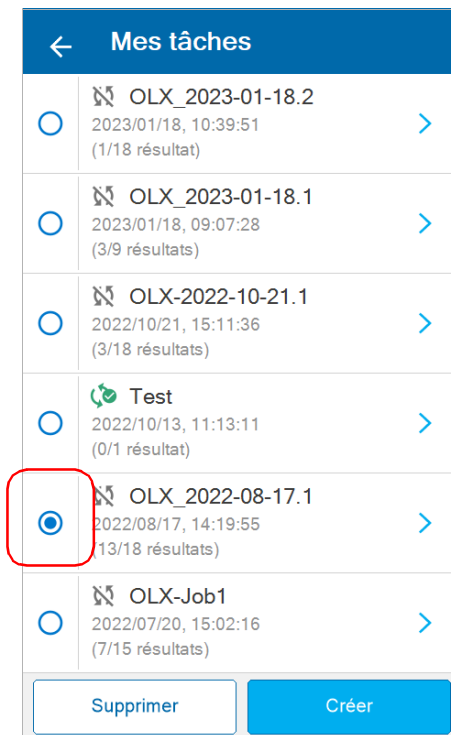 Mes tâches
OLX_2023-01-18.2
2023/01/18, 10:39:51
(1/18 résultat)
OLX_2023-01-18.1
2023/01/18, 09:07:28
(3/9 résultats)
OLX-2022-10-21.1
2022/10/21, 15:11:36
(3/18 résultats)
Test
2022/10/13, 11:13:11
(0/1 résultat)
OLX_2022-08-17.1
2022/08/17, 14:19:55
(13/18 résultats)
OLX-Job1
2022/07/20, 15:02:16
(7/15 résultats)
Supprimer
Créer